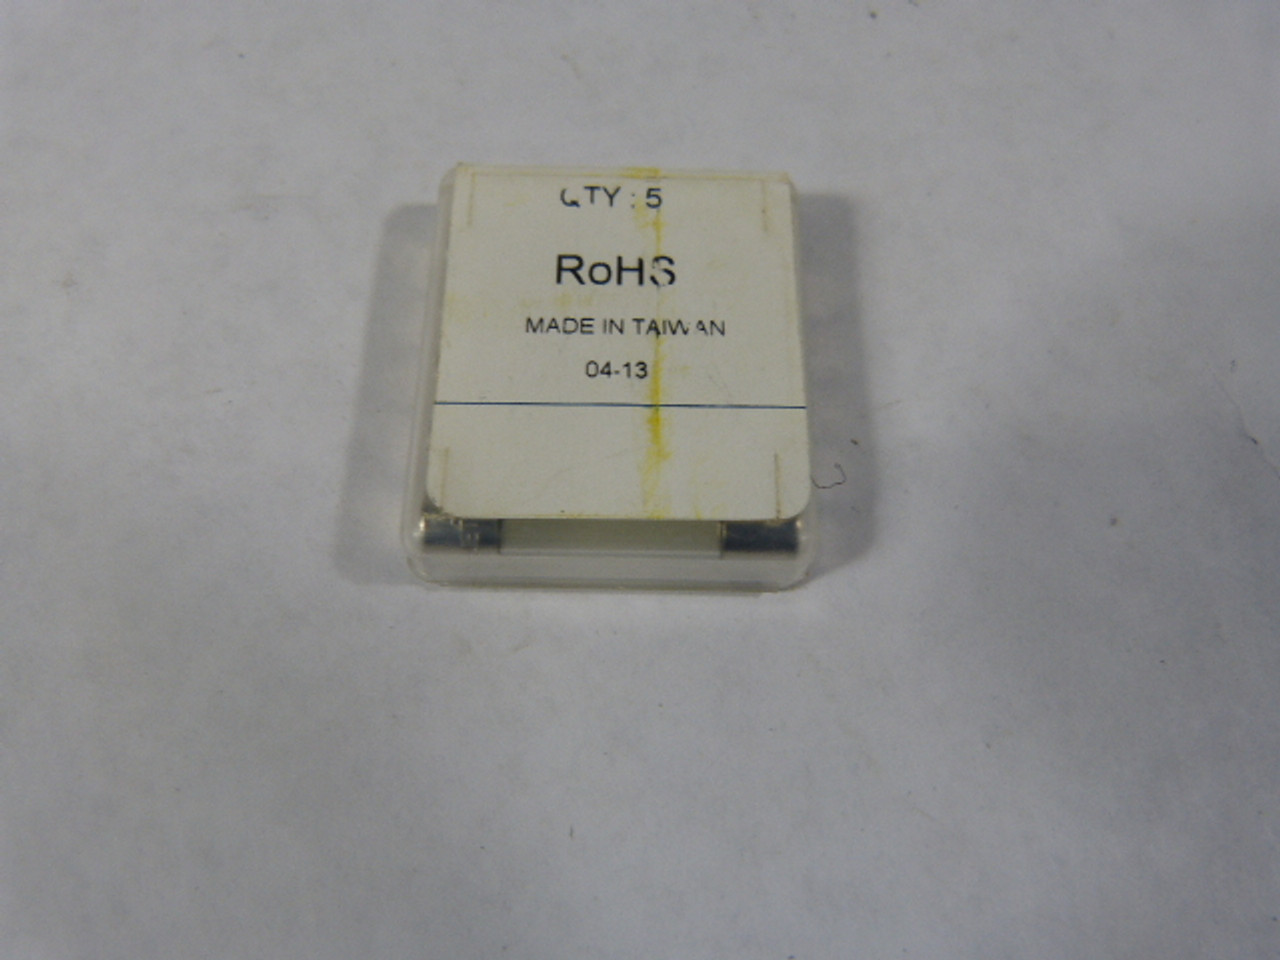 QTY : 5
RoHS
MADE IN TAIWAN
04-13